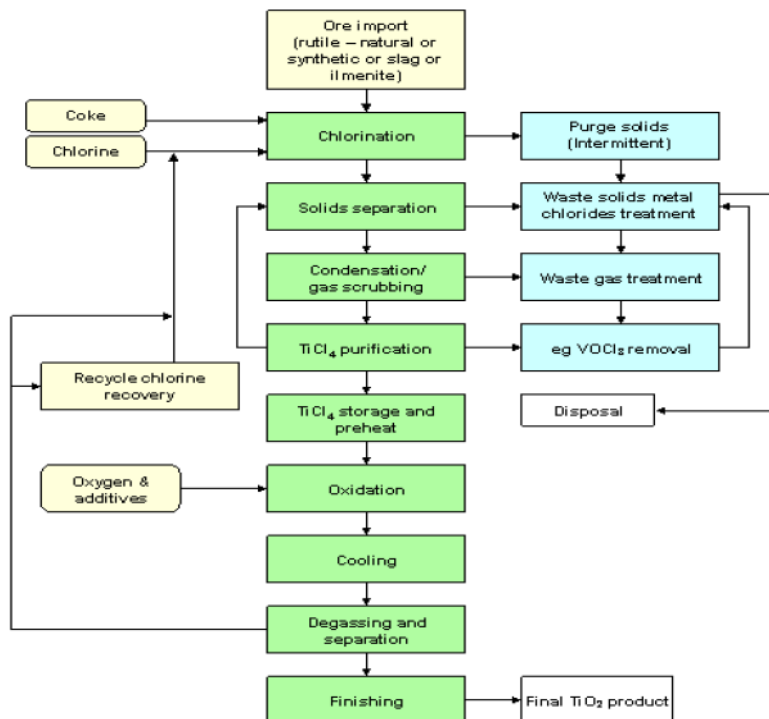 Ore import
(rutile – natural or
synthetic or slag or
ilmenite)
Coke
Chlorine
Chlorination
Purge solids
(Intermittent)
Solids separation
Waste solids metal
chlorides treatment
Condensation/
gas scrubbing
Waste gas treatment
TiCl₄ purification
eg VOCl₂ removal
Recycle chlorine
recovery
TiCl₄ storage and
preheat
Disposal
Oxygen &
additives
Oxidation
Cooling
Degassing and
separation
Finishing
Final TiO₂ product